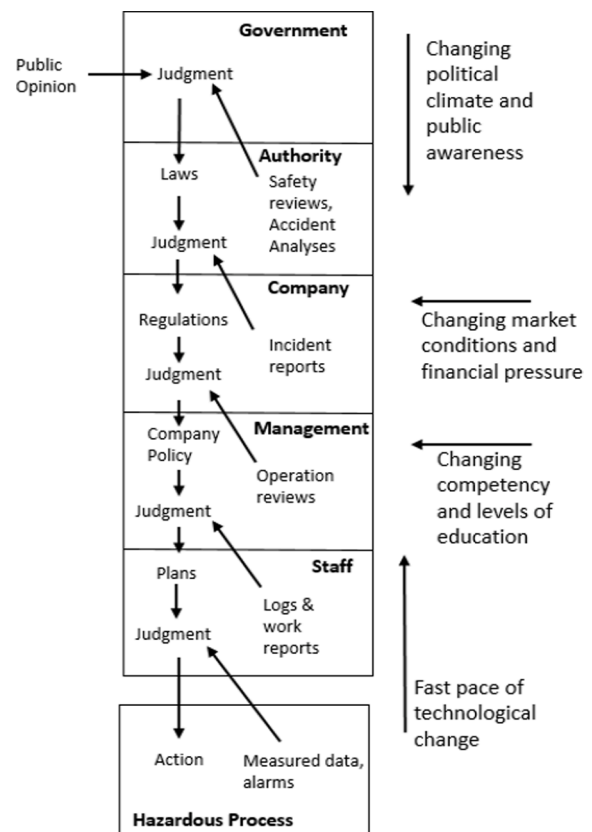 Government
Public
Opinion
Judgment
Changing
political
climate and
public
awareness
Authority
Laws
Safety
reviews,
Accident
Analyses
Judgment
Company
Regulations
Incident
reports
Judgment
Changing market
conditions and
financial pressure
Management
Company
Policy
Operation
reviews
Judgment
Changing
competency
and levels of
education
Staff
Plans
Logs &
work
reports
Judgment
Fast pace of
technological
change
Action
Measured data,
alarms
Hazardous Process